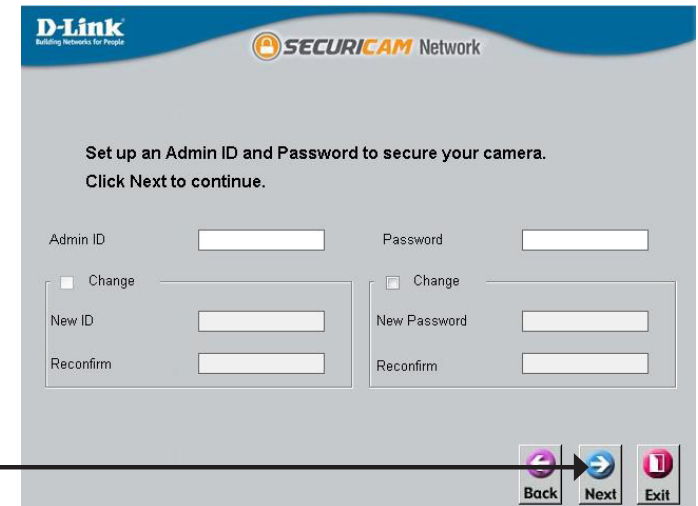 D-Link
Building Networks for People
SECURICAM Network
Set up an Admin ID and Password to secure your camera.
Click Next to continue.
Admin ID
Password
Change
Change
New ID
New Password
Reconfirm
Reconfirm
Back
Next
Exit